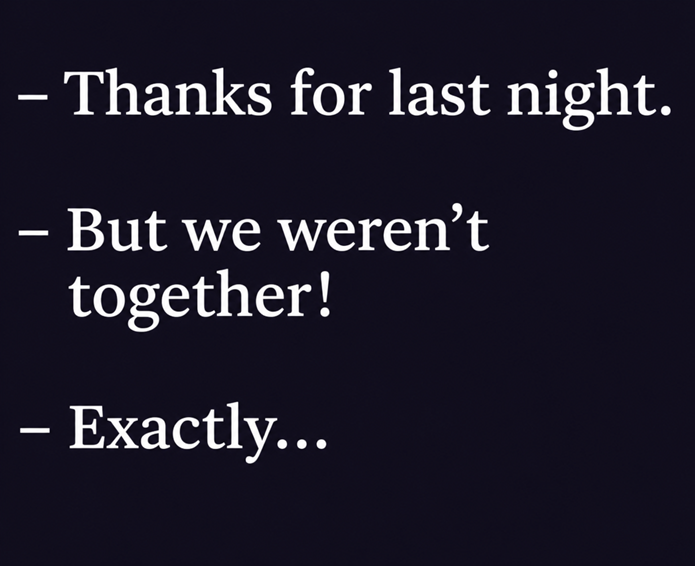 – Thanks for last night.
– But we weren’t
together!
– Exactly...